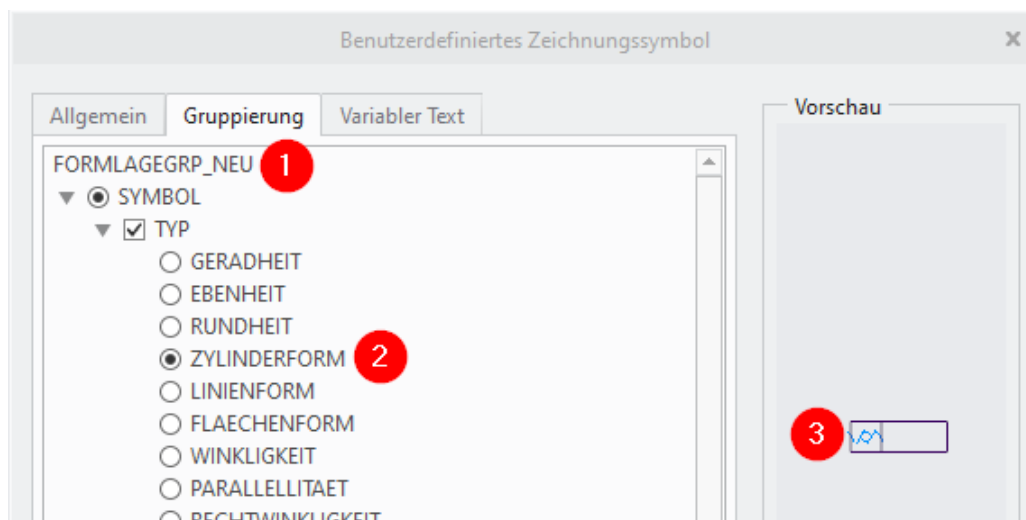 Benutzerdefiniertes Zeichnungssymbol
Allgemein Gruppierung Variabler Text
Vorschau
FORMLAGEGRP_NEU 1
SYMBOL
TYP
GERADHEIT
EBENHEIT
RUNDHEIT
ZYLINDERFORM 2
LINIENFORM
FLAECHENFORM
3
WINKLIGKEIT
PARALLELLITAET
RECHTWINKLIGKEIT